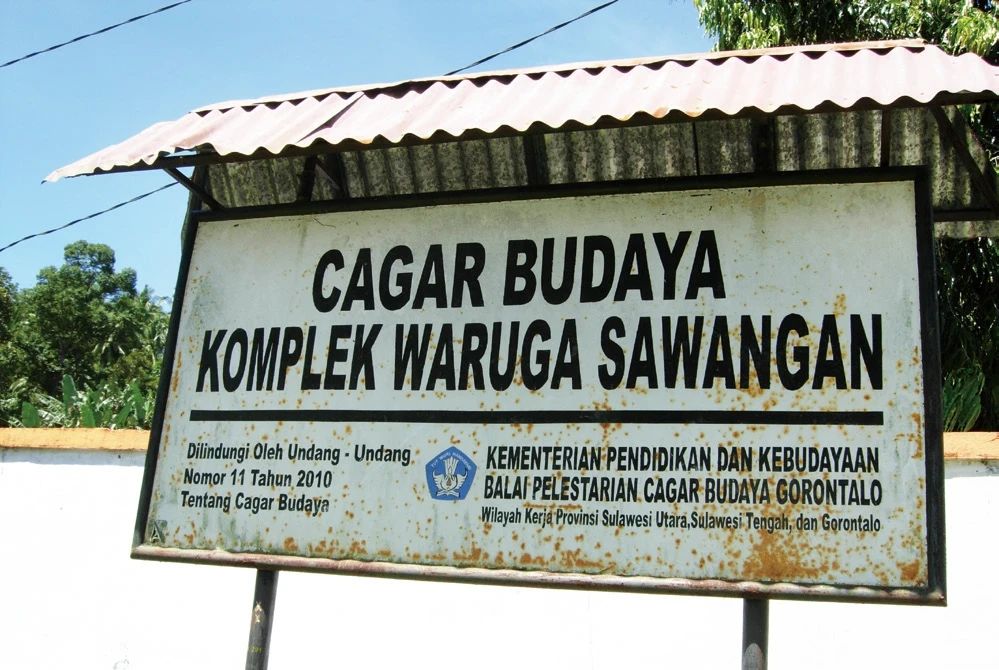 CAGAR BUDAYA
KOMPLEK WARUGA SAWANGAN
Dilindungi Oleh Undang - Undang
Nomor 11 Tahun 2010
Tentang Cagar Budaya
KEMENTERIAN PENDIDIKAN DAN KEBUDAYAAN
BALAI PELESTARIAN CAGAR BUDAYA GORONTALO
Wilayah Kerja Provinsi Sulawesi Utara,Sulawesi Tengah, dan Gorontalo